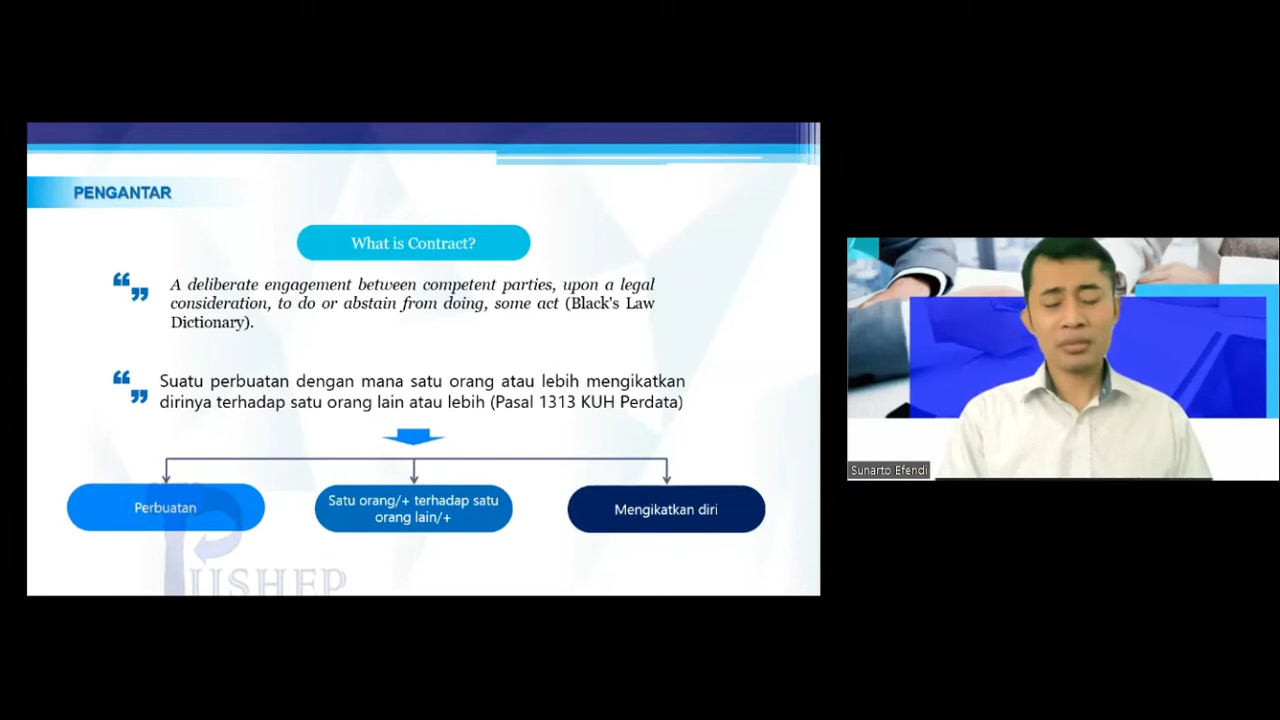 PENGANTAR
What is Contract?
A deliberate engagement between competent parties, upon a legal
consideration, to do or abstain from doing, some act (Black's Law
Dictionary).
Suatu perbuatan dengan mana satu orang atau lebih mengikatkan
dirinya terhadap satu orang lain atau lebih (Pasal 1313 KUH Perdata)
Perbuatan
Satu orang/+ terhadap satu
orang lain/+
Mengikatkan diri
PUSHEP
Sunarto Efendi